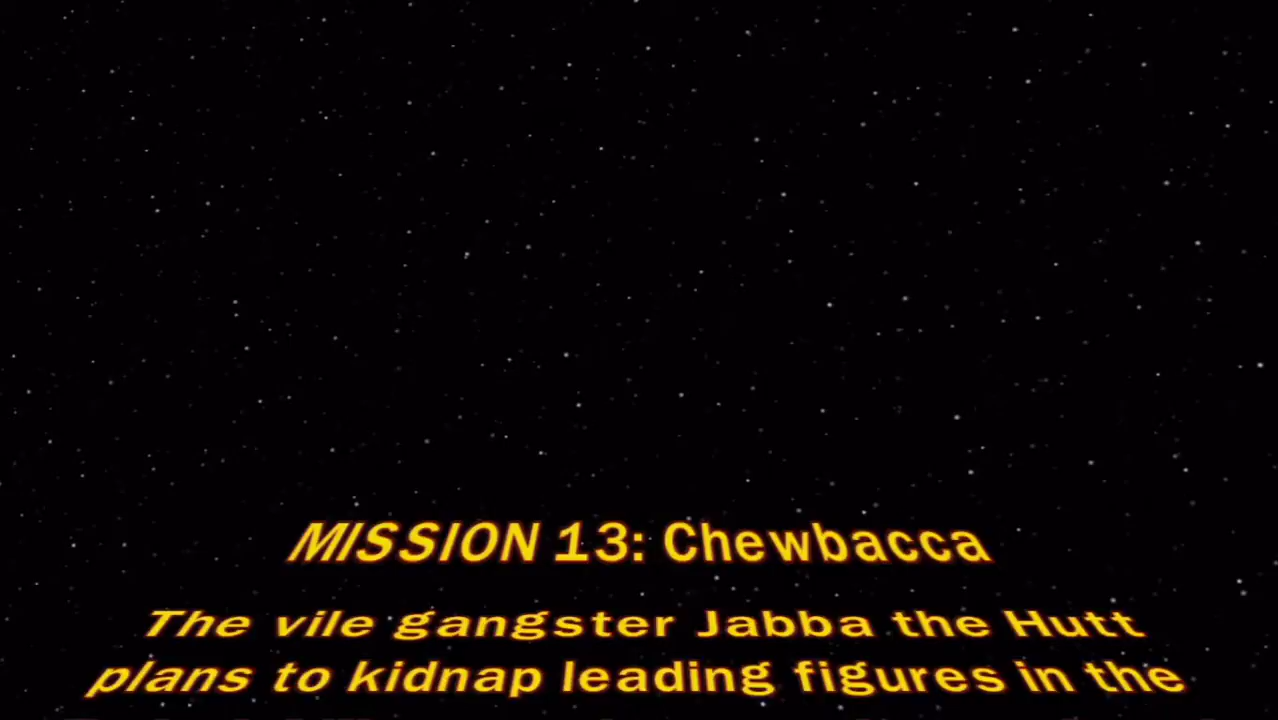 MISSION 13: Chewbacca
The vile gangster Jabba the Hutt
plans to kidnap leading figures in the